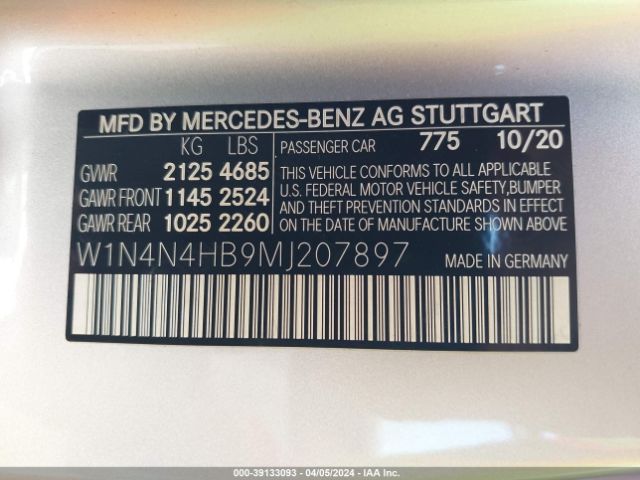 MFD BY MERCEDES-BENZ AG STUTTGART
KG LBS PASSENGER CAR 775 10/20
GVWR 2125 4685
GAWR FRONT 1145 2524
GAWR REAR 1025 2260
THIS VEHICLE CONFORMS TO ALL APPLICABLE
U.S. FEDERAL MOTOR VEHICLE SAFETY,BUMPER
AND THEFT PREVENTION STANDARDS IN EFFECT
ON THE DATE OF MANUFACTURE SHOWN ABOVE.
W1N4N4HB9MJ207897 MADE IN GERMANY
000-39133093 - 04/05/2024 - IAAI.com